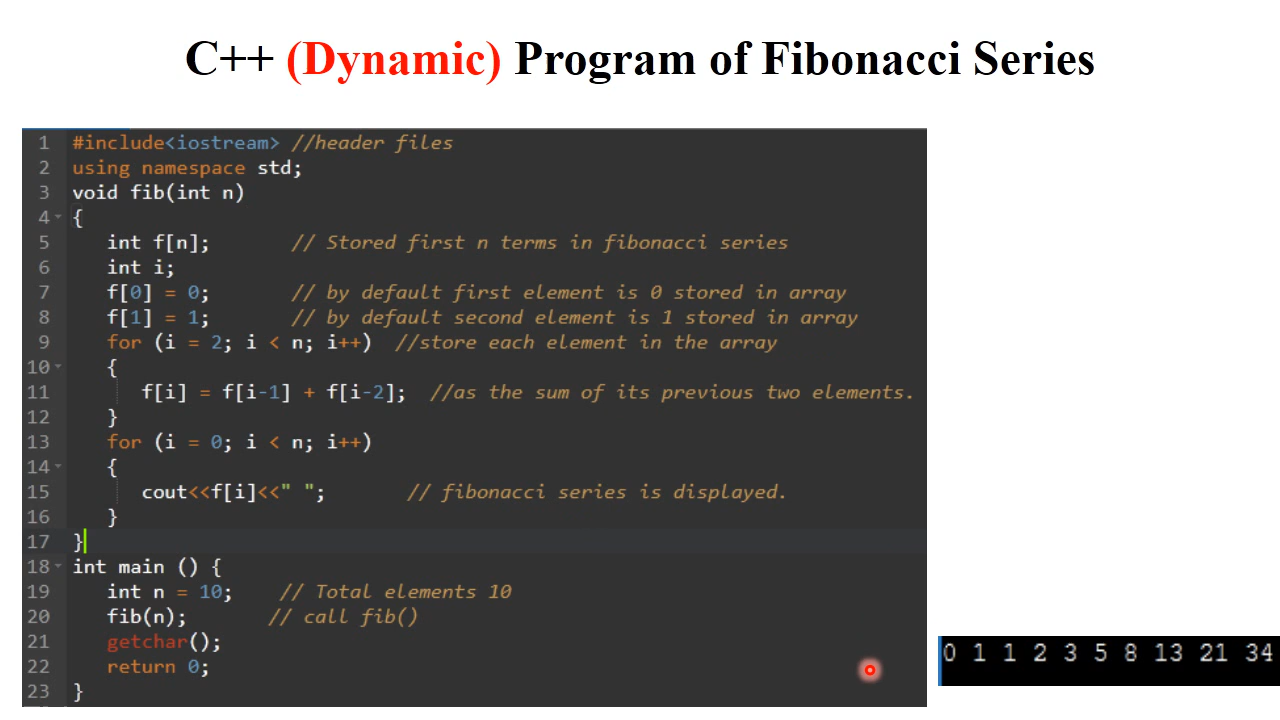 C++ (Dynamic) Program of Fibonacci Series
1 #include<iostream> //header files
2 using namespace std;
3 void fib(int n)
4 {
5 int f[n]; // Stored first n terms in fibonacci series
6 int i;
7 f[0] = 0; // by default first element is 0 stored in array
8 f[1] = 1; // by default second element is 1 stored in array
9 for (i = 2; i < n; i++) //store each element in the array
10 {
11 f[i] = f[i-1] + f[i-2]; //as the sum of its previous two elements.
12 }
13 for (i = 0; i < n; i++)
14 {
15 cout<<f[i]<<" "; // fibonacci series is displayed.
16 }
17 }
18 int main () {
19 int n = 10; // Total elements 10
20 fib(n); // call fib()
21 getchar();
22 return 0;
23 }
0 1 1 2 3 5 8 13 21 34